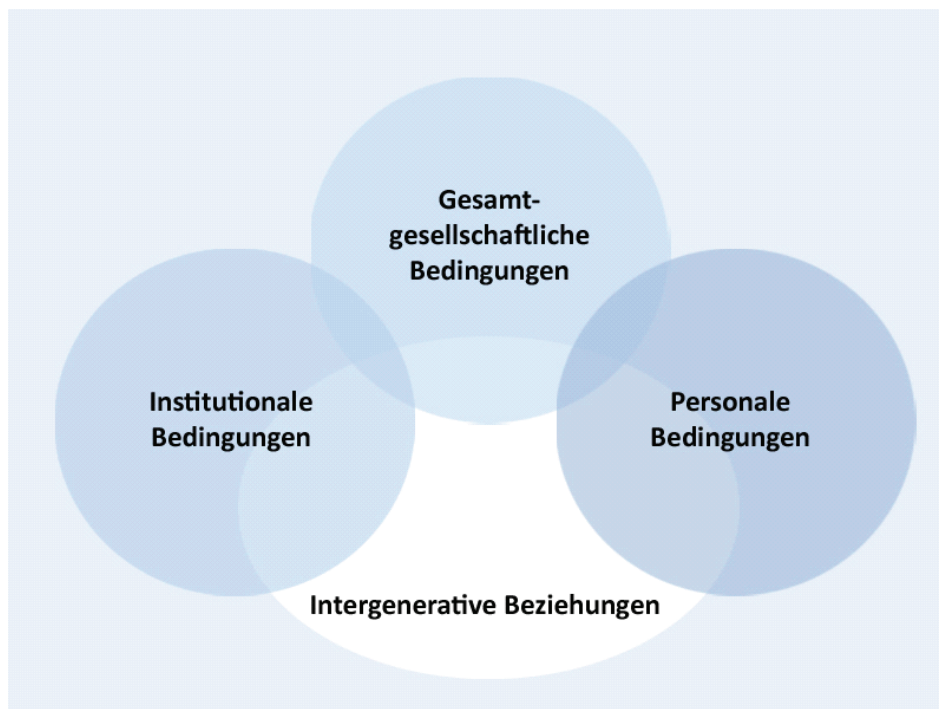 Gesamt-
gesellschaftliche
Bedingungen
Institutionale
Bedingungen
Personale
Bedingungen
Intergenerative Beziehungen